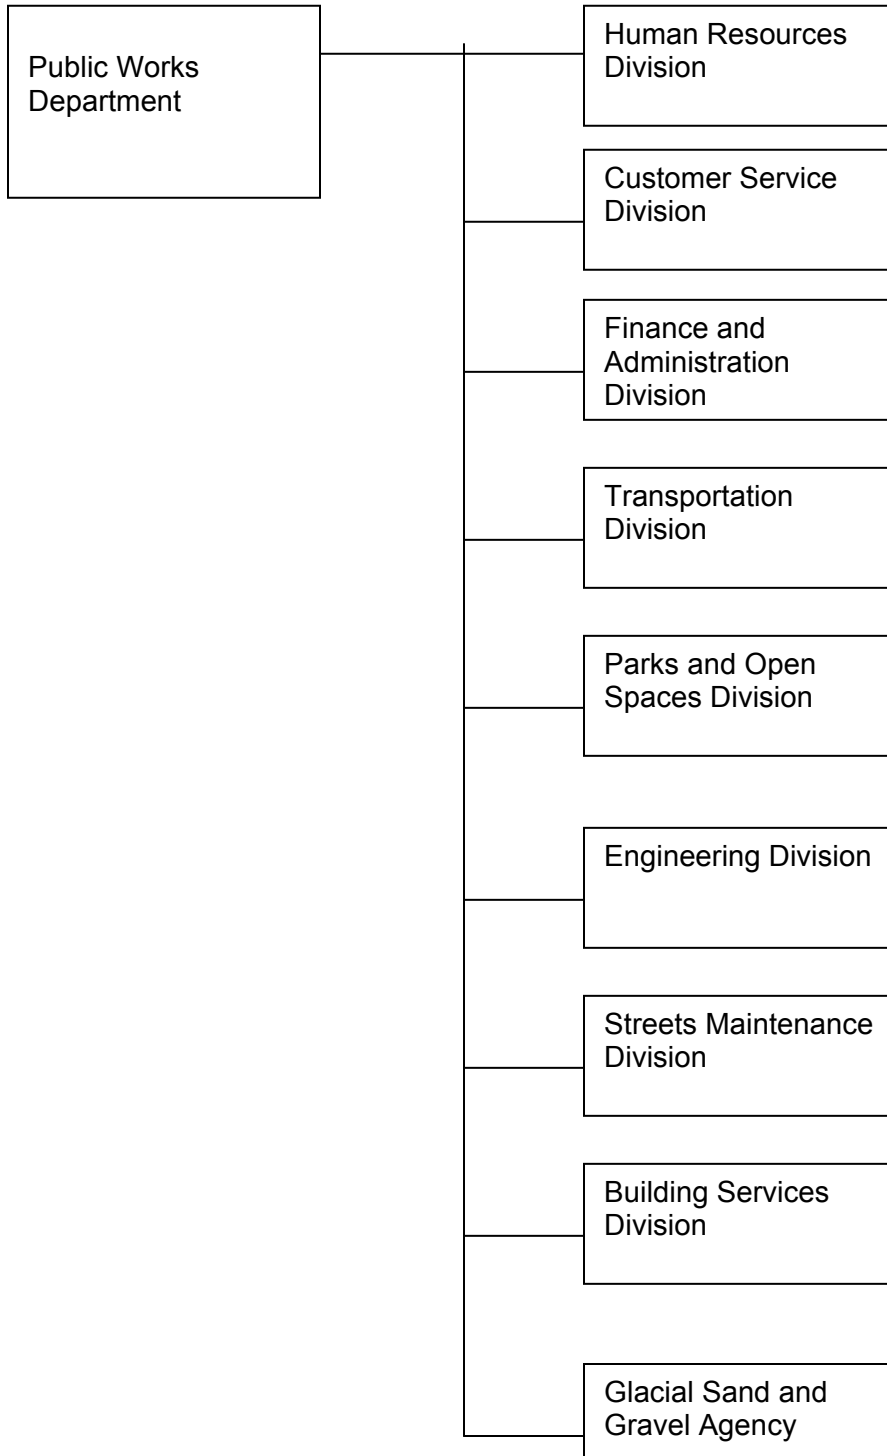 Public Works
Department
Human Resources
Division
Customer Service
Division
Finance and
Administration
Division
Transportation
Division
Parks and Open
Spaces Division
Engineering Division
Streets Maintenance
Division
Building Services
Division
Glacial Sand and
Gravel Agency